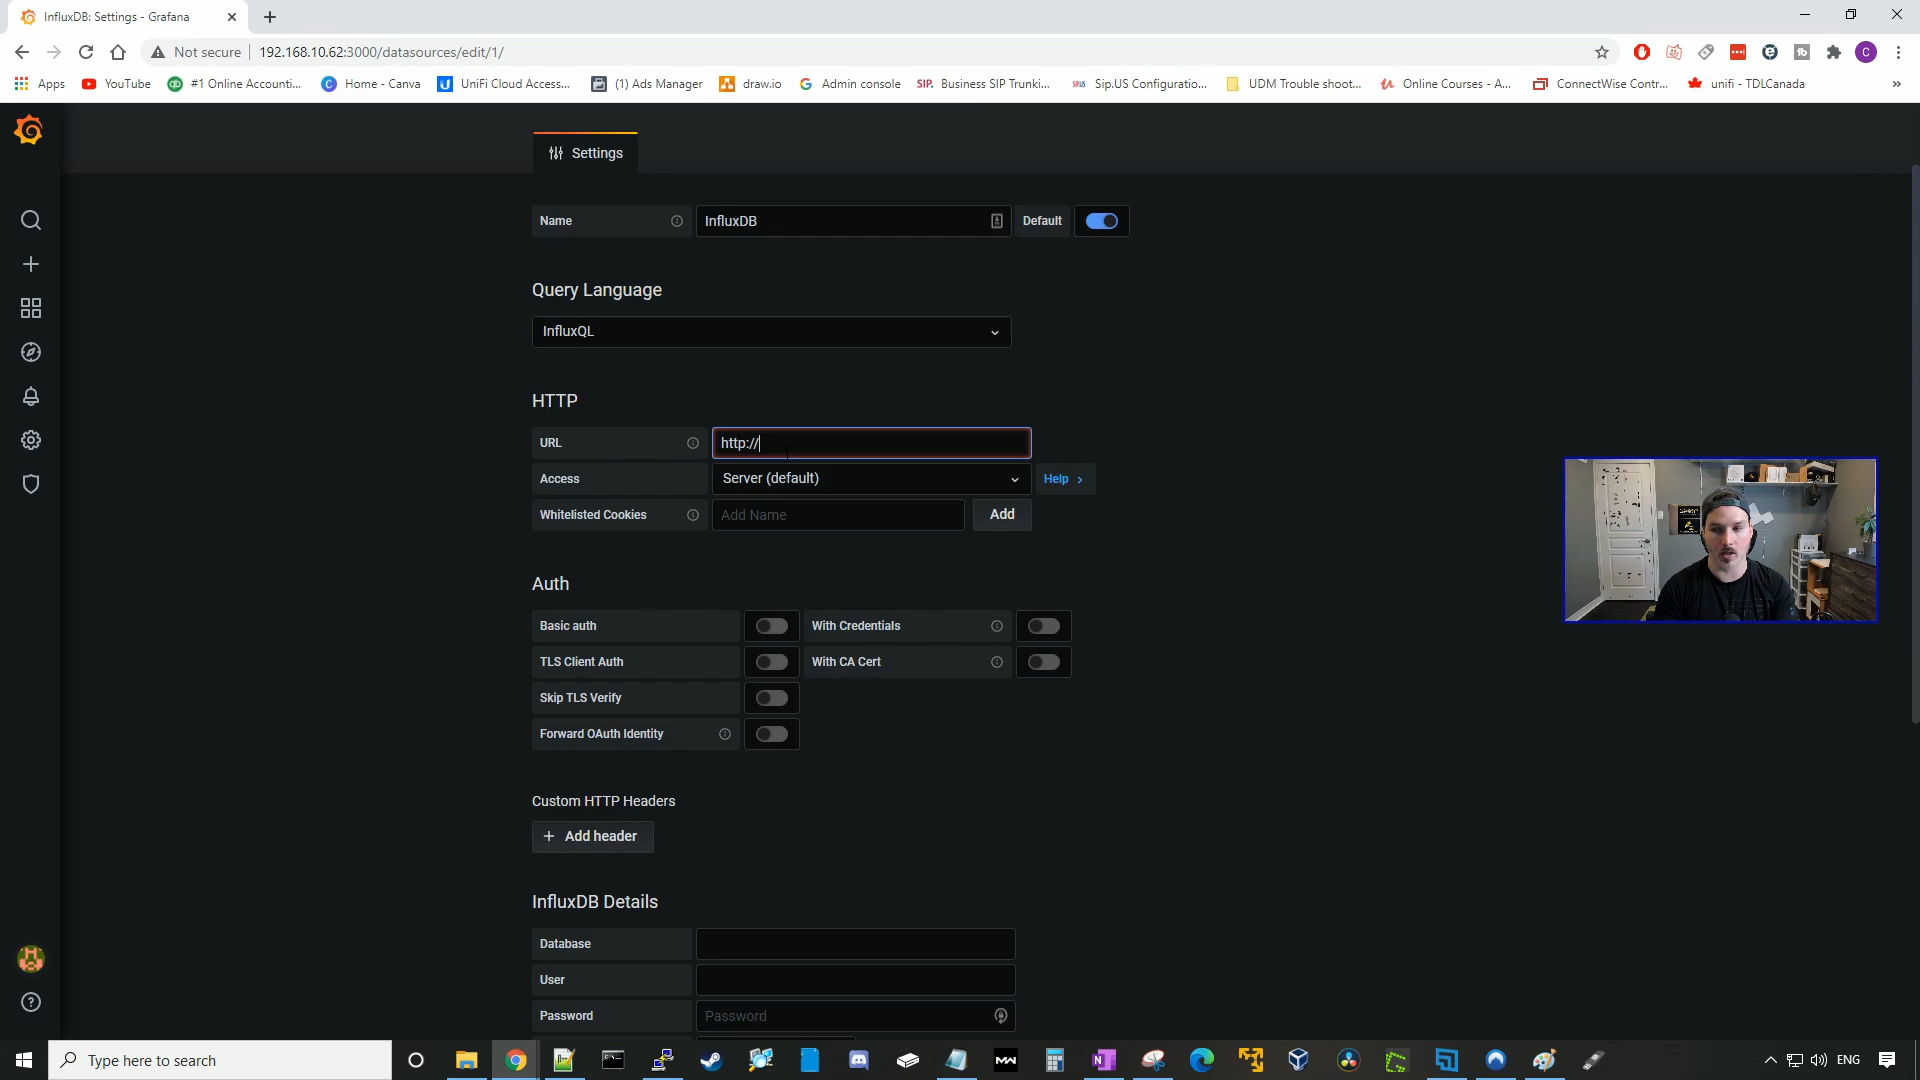 InfluxDB: Settings - Grafana
Not secure 192.168.10.62:3000/datasources/edit/1/
Apps YouTube #1 Online Accounti... Home - Canva UniFi Cloud Access... (1) Ads Manager draw.io Admin console SIP. Business SIP Trunki... Sip.US Configuratio... UDM Trouble shoot... Online Courses - A... ConnectWise Contr... unifi - TDLCanada »
Settings
Name InfluxDB Default
Query Language
InfluxQL
HTTP
URL http://
Access Server (default) Help >
Whitelisted Cookies Add Name Add
Auth
Basic auth With Credentials
TLS Client Auth With CA Cert
Skip TLS Verify
Forward OAuth Identity
Custom HTTP Headers
+ Add header
InfluxDB Details
Database
User
Password Password
Type here to search ENG